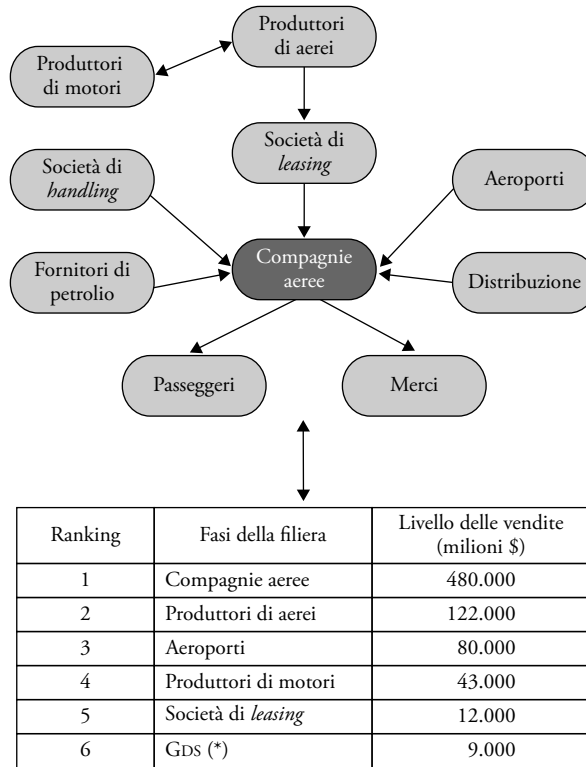 Produttori
di aerei
Produttori
di motori
Società di
leasing
Società di
handling
Aeroporti
Compagnie
aeree
Fornitori di
petrolio
Distribuzione
Passeggeri
Merci
Ranking
Fasi della filiera
Livello delle vendite
(milioni $)
1 Compagnie aeree 480.000
2 Produttori di aerei 122.000
3 Aeroporti 80.000
4 Produttori di motori 43.000
5 Società di leasing 12.000
6 GDS (*) 9.000